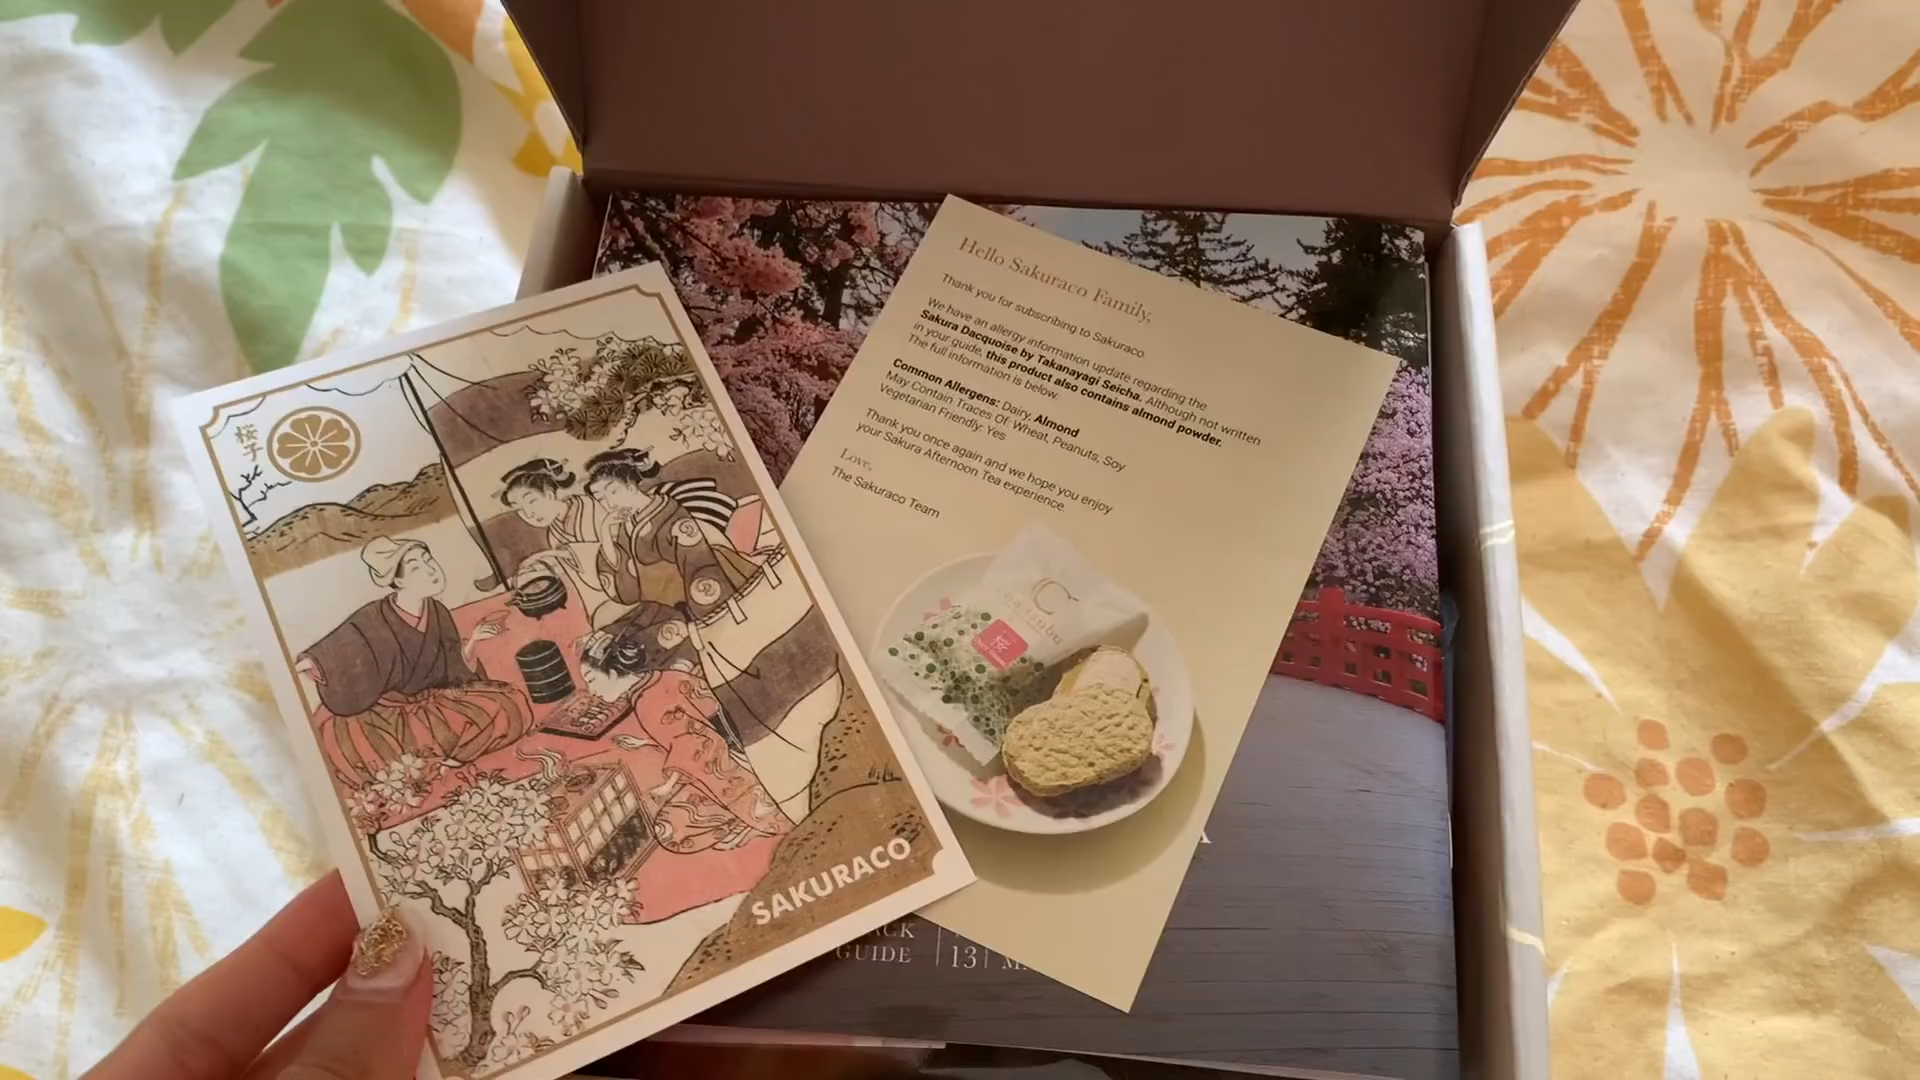 桜子
SAKURACO
Hello Sakuraco Family,
Thank you for subscribing to Sakuraco
We have an allergy information update regarding the
Sakura Dacquoise by Takanayagi Seicha. Although not written
in your guide, this product also contains almond powder.
The full information is below.
Common Allergens: Dairy, Almond
May Contain Traces Of: Wheat, Peanuts, Soy
Vegetarian Friendly: Yes
Thank you once again and we hope you enjoy
your Sakura Afternoon Tea experience.
Love,
The Sakuraco Team
GUIDE
13